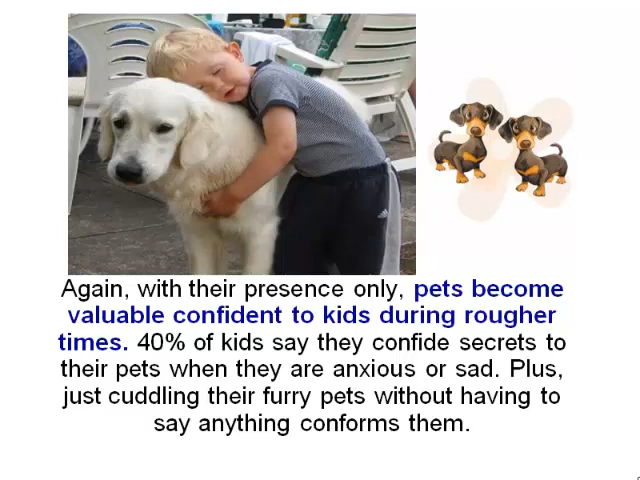 Again, with their presence only, pets become
valuable confident to kids during rougher
times. 40% of kids say they confide secrets to
their pets when they are anxious or sad. Plus,
just cuddling their furry pets without having to
say anything conforms them.